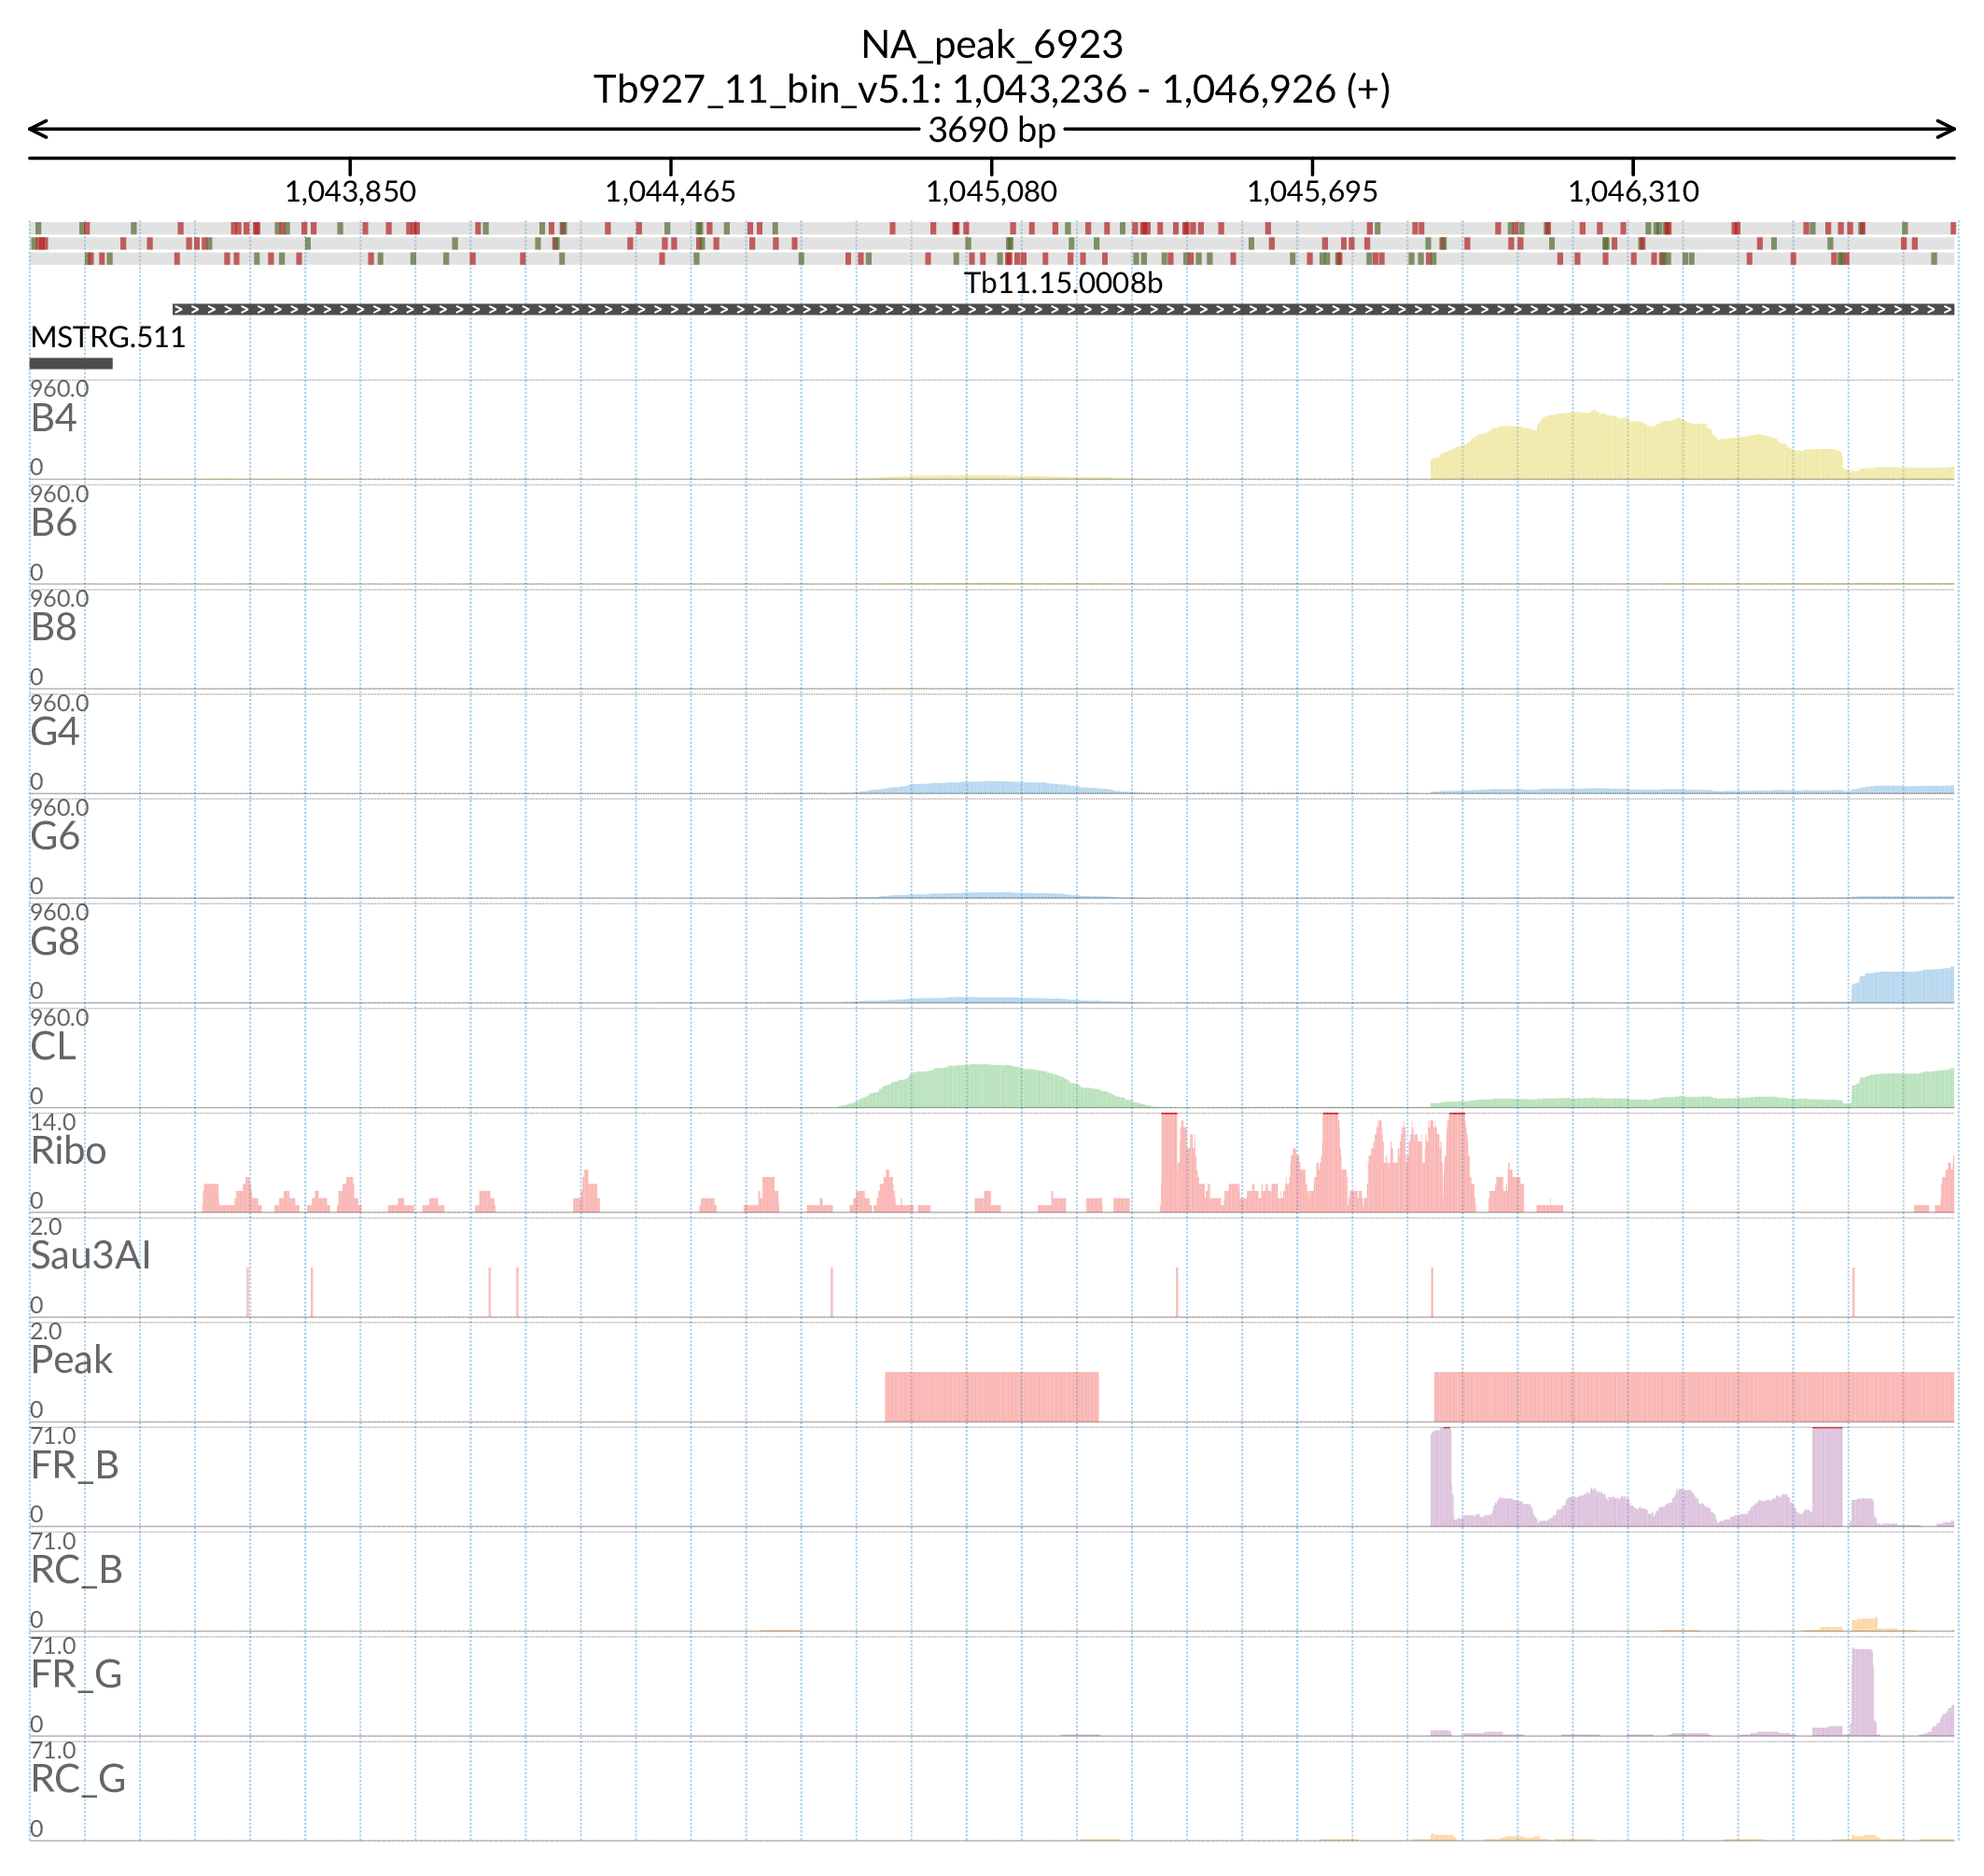 NA_peak_6923
Tb927_11_bin_v5.1: 1,043,236 - 1,046,926 (+)
3690 bp
1,043,850 1,044,465 1,045,080 1,045,695 1,046,310
Tb11.15.0008b
MSTRG.511
960.0
B4
0
960.0
B6
0
960.0
B8
0
960.0
G4
0
960.0
G6
0
960.0
G8
0
960.0
CL
0
14.0
Ribo
0
2.0
Sau3AI
0
2.0
Peak
0
71.0
FR_B
0
71.0
RC_B
0
71.0
FR_G
0
71.0
RC_G
0